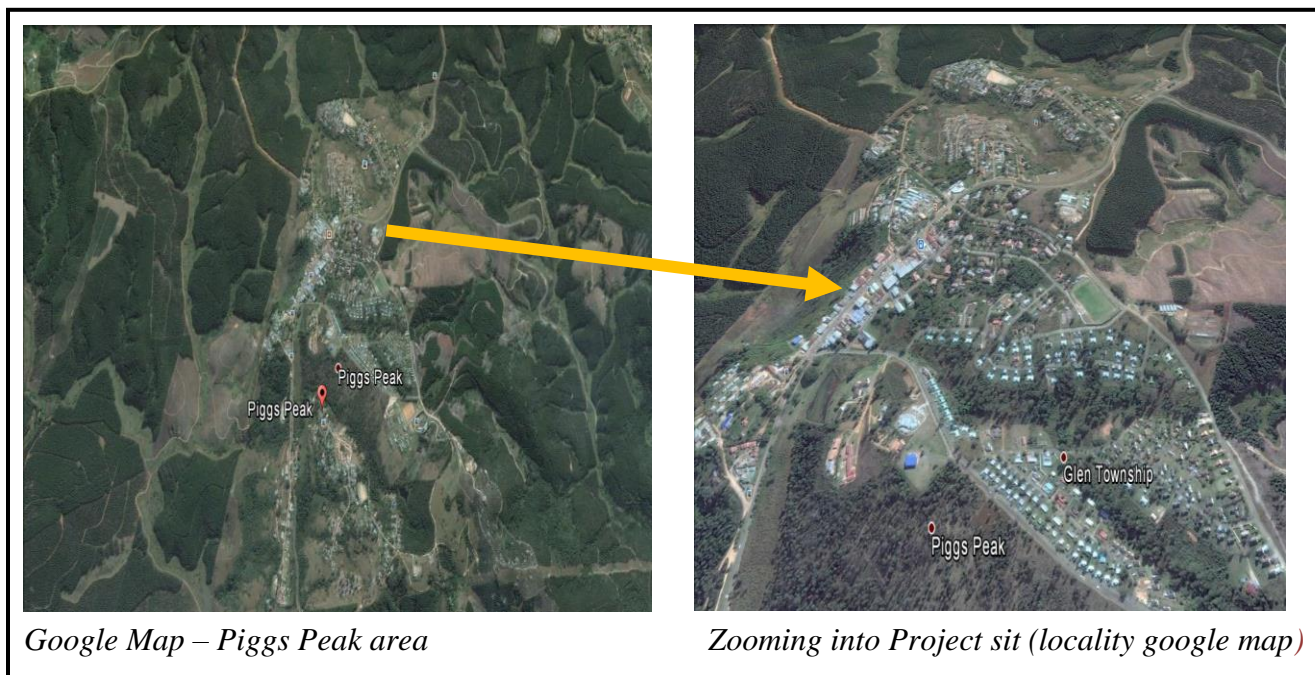 Piggs Peak
Piggs Peak
Glen Township
Piggs Peak
Google Map – Piggs Peak area
Zooming into Project sit (locality google map)